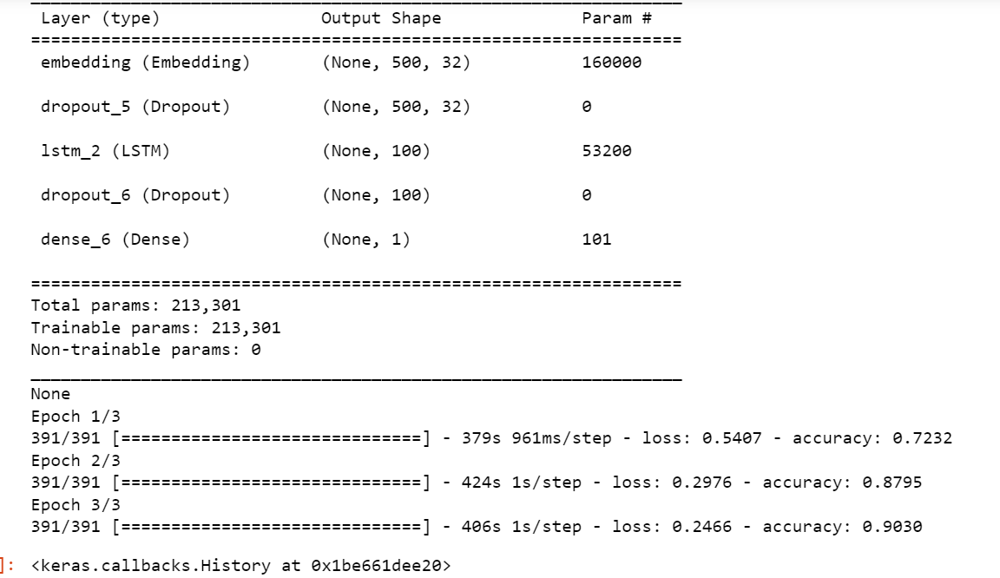 Layer (type) Output Shape Param #
=================================================================
embedding (Embedding) (None, 500, 32) 160000
dropout_5 (Dropout) (None, 500, 32) 0
lstm_2 (LSTM) (None, 100) 53200
dropout_6 (Dropout) (None, 100) 0
dense_6 (Dense) (None, 1) 101
=================================================================
Total params: 213,301
Trainable params: 213,301
Non-trainable params: 0
_________________________________________________________________
None
Epoch 1/3
391/391 [==============================] - 379s 961ms/step - loss: 0.5407 - accuracy: 0.7232
Epoch 2/3
391/391 [==============================] - 424s 1s/step - loss: 0.2976 - accuracy: 0.8795
Epoch 3/3
391/391 [==============================] - 406s 1s/step - loss: 0.2466 - accuracy: 0.9030
]: <keras.callbacks.History at 0x1be661dee20>